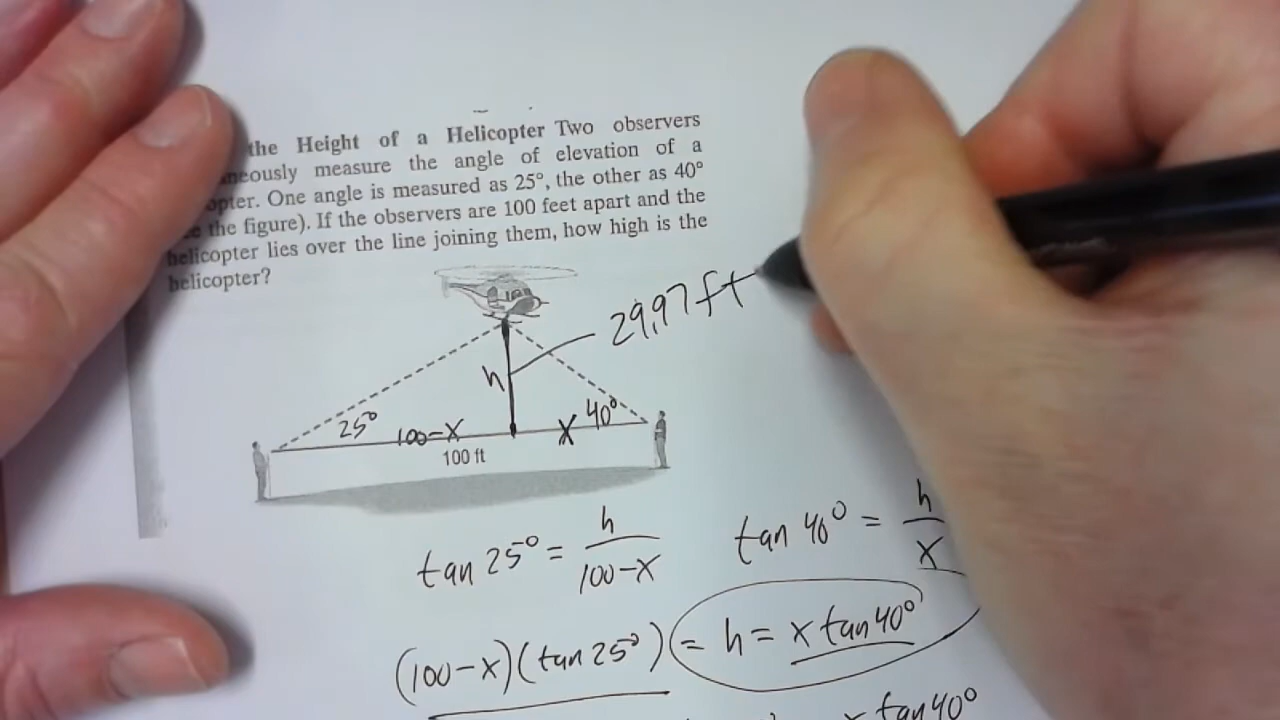 the Height of a Helicopter Two observers
measure the angle of elevation of a
One angle is measured as 25°, the other as 40°
the figure). If the observers are 100 feet apart and the
helicopter lies over the line joining them, how high is the
helicopter?
29.97 ft
h
25° 100-x x 40°
100 ft
tan 25° = h/(100-x) tan 40° = h/x
(100-x)(tan 25°) = h = x tan 40°
x tan 40°